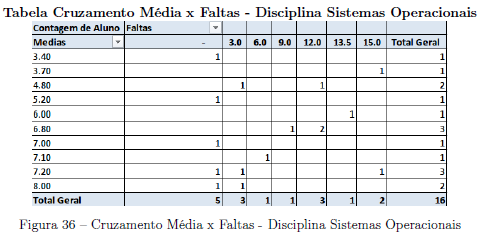 Tabela Cruzamento Média x Faltas - Disciplina Sistemas Operacionais
Contagem de Aluno Faltas
Medias - 3.0 6.0 9.0 12.0 13.5 15.0 Total Geral
3.40 1 1
3.70 1 1
4.80 1 1 2
5.20 1 1
6.00 1 1
6.80 1 2 3
7.00 1 1
7.10 1 1
7.20 1 1 1 3
8.00 1 1 2
Total Geral 5 3 1 1 3 1 2 16
Figura 36 – Cruzamento Média x Faltas - Disciplina Sistemas Operacionais